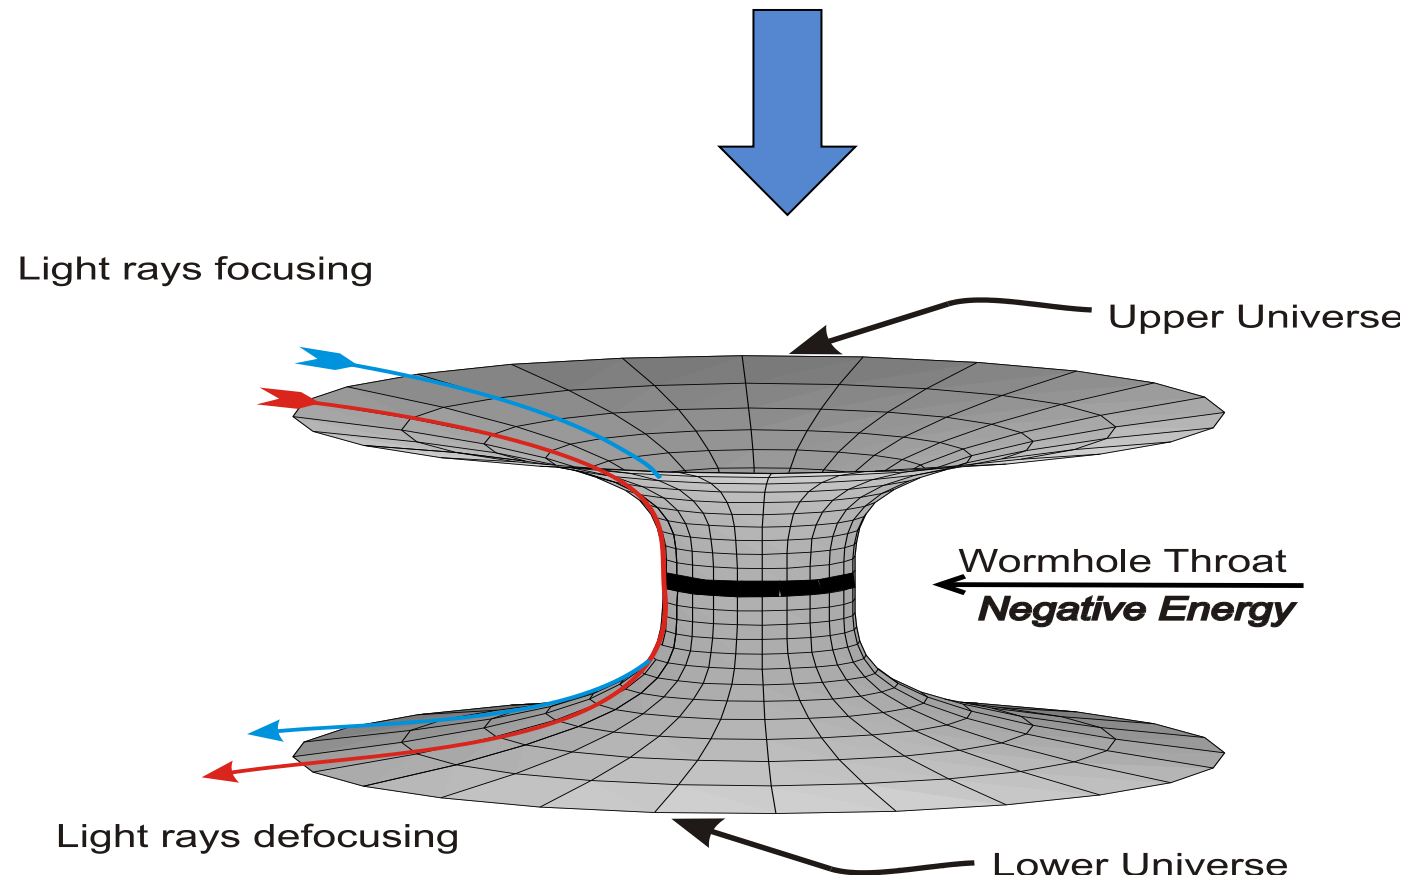 Light rays focusing
Upper Universe
Wormhole Throat
Negative Energy
Light rays defocusing
Lower Universe